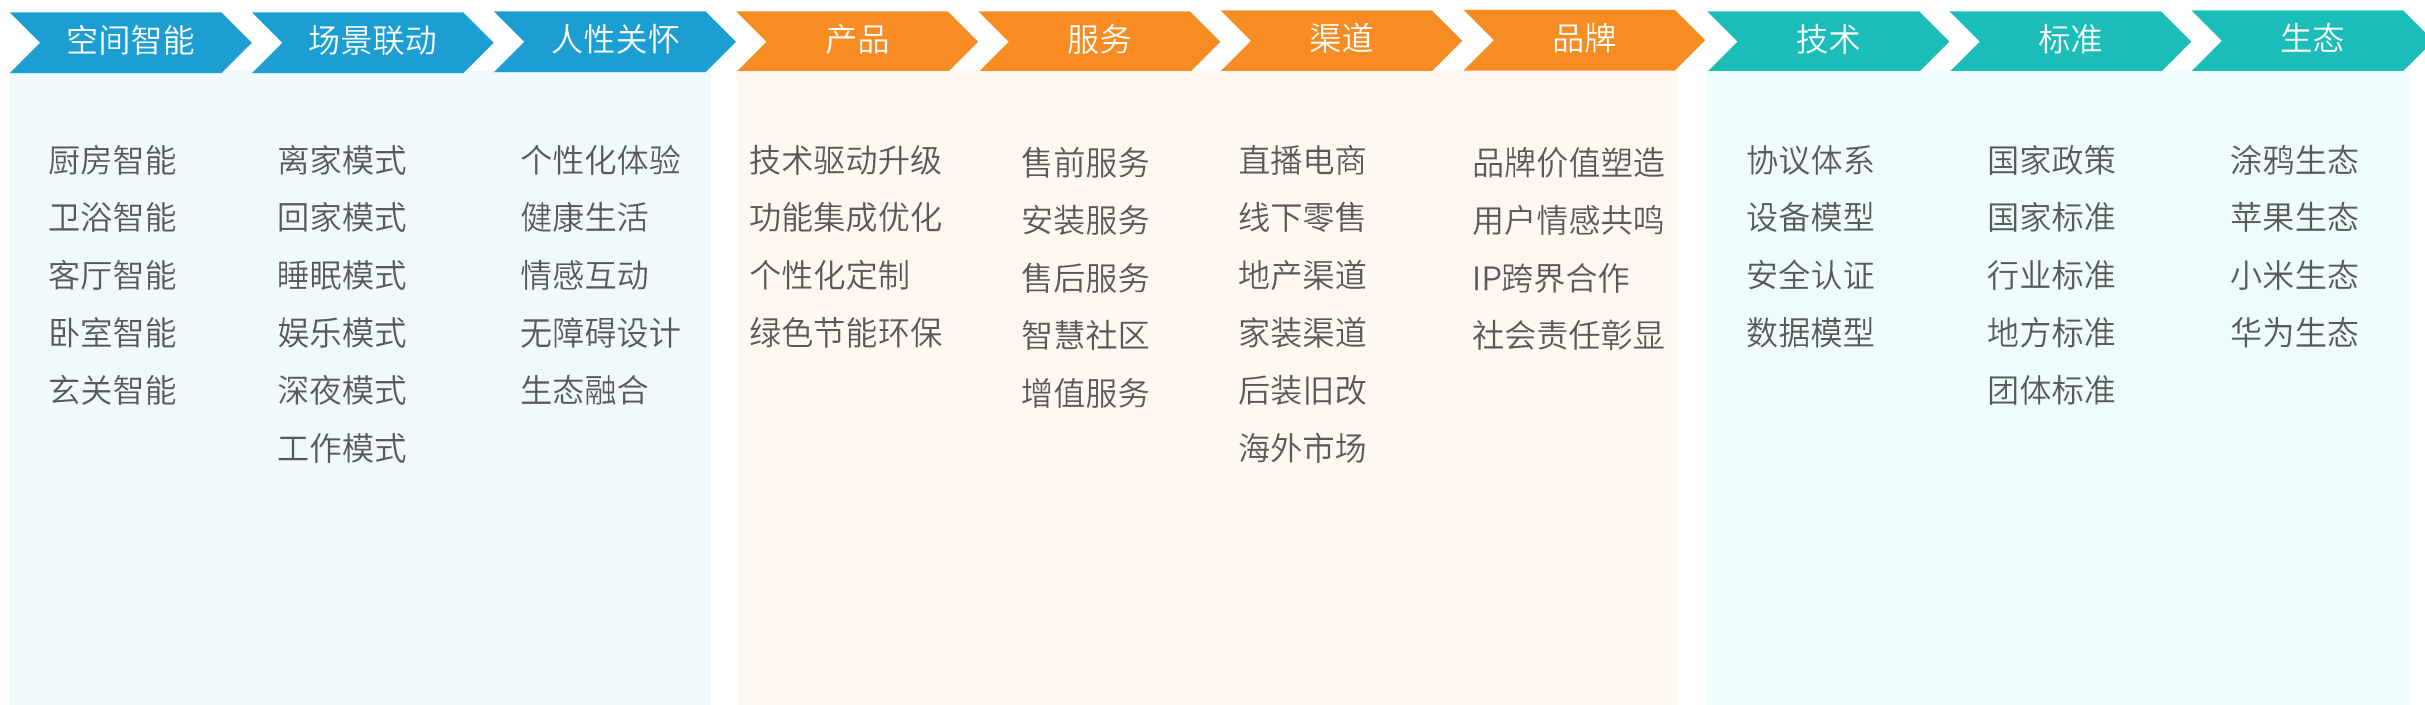 空间智能
场景联动
人性关怀
产品
服务
渠道
品牌
技术
标准
生态
厨房智能
卫浴智能
客厅智能
卧室智能
玄关智能
离家模式
回家模式
睡眠模式
娱乐模式
深夜模式
工作模式
个性化体验
健康生活
情感互动
无障碍设计
生态融合
技术驱动升级
功能集成优化
个性化定制
绿色节能环保
售前服务
安装服务
售后服务
智慧社区
增值服务
直播电商
线下零售
地产渠道
家装渠道
后装旧改
海外市场
品牌价值塑造
用户情感共鸣
IP跨界合作
社会责任彰显
协议体系
设备模型
安全认证
数据模型
国家政策
国家标准
行业标准
地方标准
团体标准
涂鸦生态
苹果生态
小米生态
华为生态